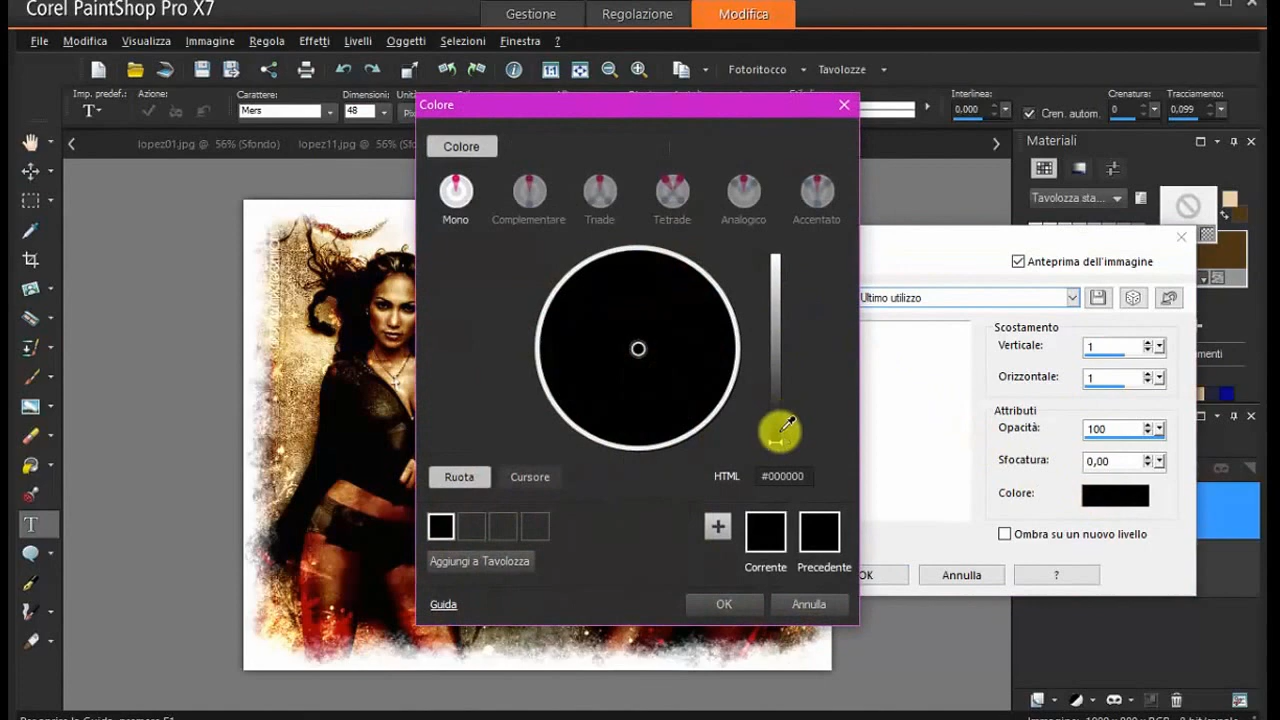 Corel PaintShop Pro X7
Gestione
Regolazione
Modifica
File
Modifica
Visualizza
Immagine
Regola
Effetti
Livelli
Oggetti
Selezioni
Finestra
?
Fotoritocco
Tavolozze
Imp. predef.:
Azione:
Carattere:
Mers
Dimensioni:
48
Interlinea:
0,000
Cren. autom.
Crenatura:
0
Tracciamento:
0,099
lopez01.jpg @ 56% (Sfondo)
lopez11.jpg @ 56% (Sf
Materiali
Tavolozza sta...
Colore
Colore
Mono
Complementare
Triade
Tetrade
Analogico
Accentato
Ruota
Cursore
HTML
#000000
Aggiungi a Tavolozza
Corrente
Precedente
Guida
OK
Annulla
Anteprima dell'immagine
Ultimo utilizzo
Scostamento
Verticale:
1
Orizzontale:
1
Attributi
Opacità:
100
Sfocatura:
0,00
Colore:
Ombra su un nuovo livello
OK
Annulla
?